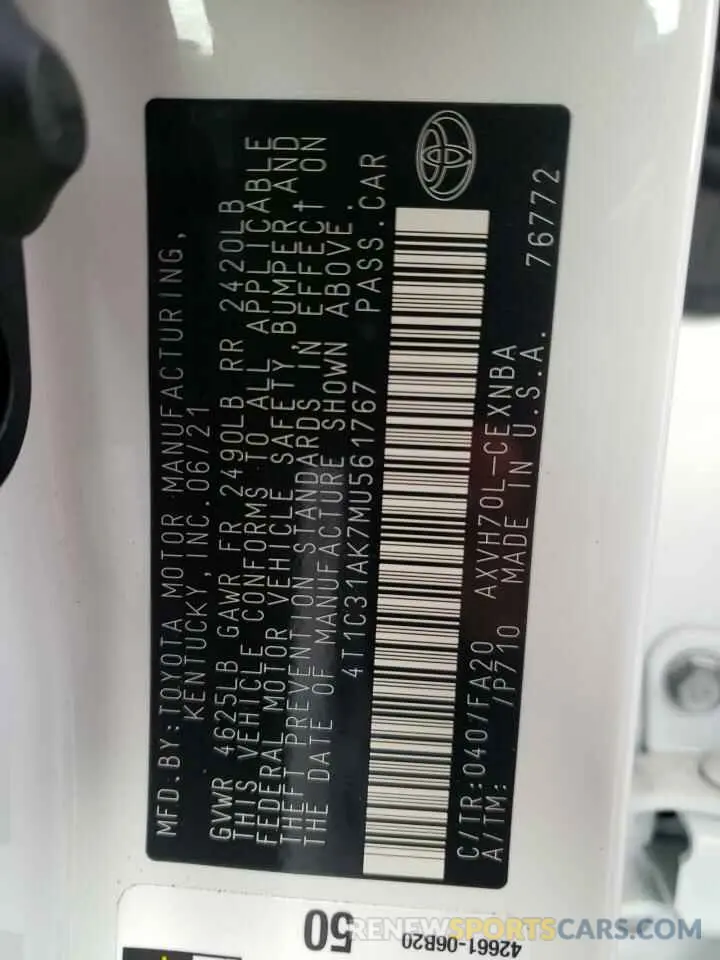 MFD.BY:TOYOTA MOTOR MANUFACTURING,
KENTUCKY, INC.06/21
GVWR 4625LB GAWR FR 2490LB RR 2420LB
THIS VEHICLE CONFORMS TO ALL APPLICABLE
FEDERAL MOTOR VEHICLE SAFETY, BUMPER, AND
THEFT PREVENTION STANDARDS IN EFFECT ON
THE DATE OF MANUFACTURE SHOWN ABOVE.
4T1C31AK7MU561767 PASS.CAR
C/TR:040/FA20 AXVH70L-CEXNBA
A/TM: /P710 MADE IN U.S.A. 76772
50
42661-06B20
RENEWSPORTSCARS.COM